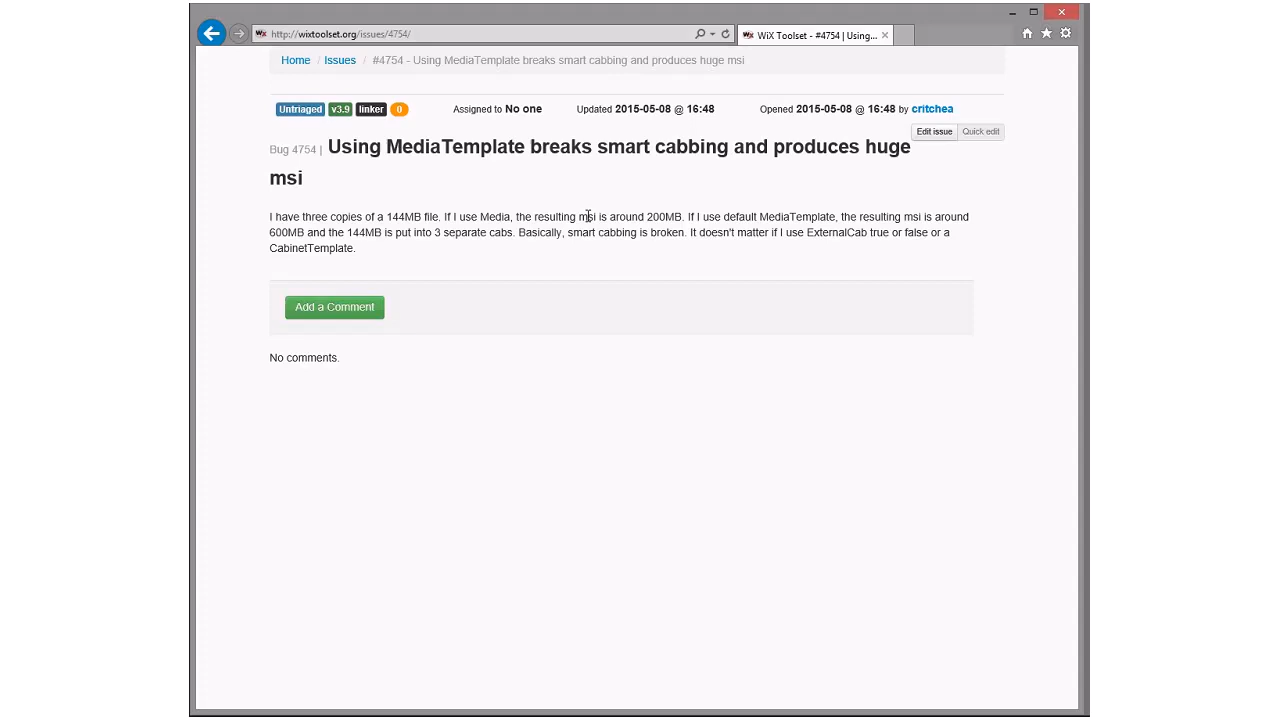 http://wixtoolset.org/issues/4754/
WiX Toolset - #4754 | Using...
Home / Issues / #4754 - Using MediaTemplate breaks smart cabbing and produces huge msi
Untriaged v3.9 linker 0 Assigned to No one Updated 2015-05-08 @ 16:48 Opened 2015-05-08 @ 16:48 by critchea
Edit issue Quick edit
Bug 4754 | Using MediaTemplate breaks smart cabbing and produces huge
msi
I have three copies of a 144MB file. If I use Media, the resulting msi is around 200MB. If I use default MediaTemplate, the resulting msi is around
600MB and the 144MB is put into 3 separate cabs. Basically, smart cabbing is broken. It doesn't matter if I use ExternalCab true or false or a
CabinetTemplate.
Add a Comment
No comments.